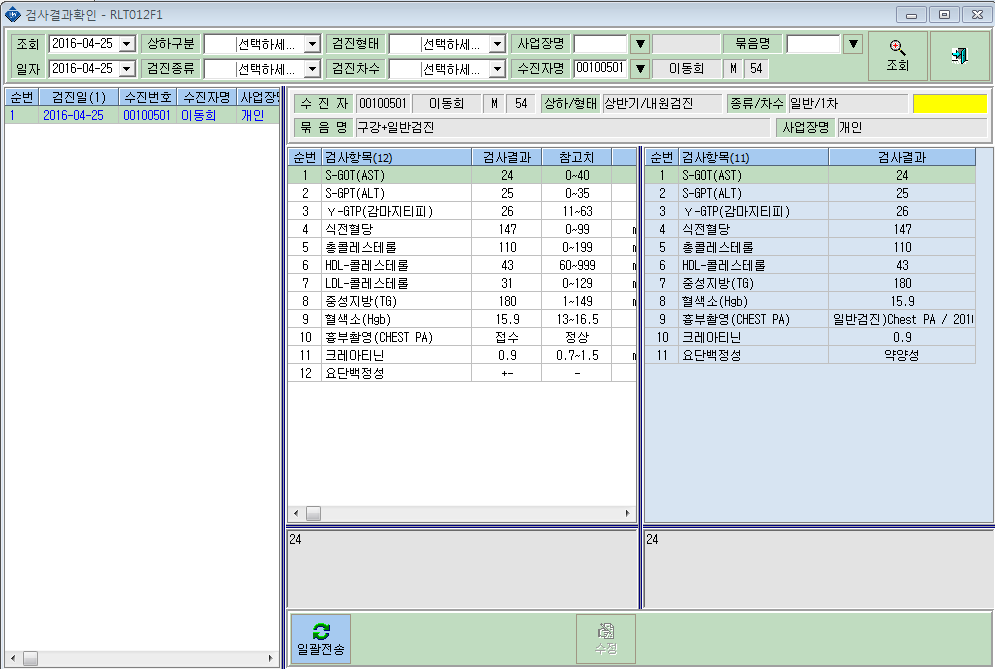 검사결과확인 - RLT012F1
조회 2016-04-25 상하구분 선택하세... 검진형태 선택하세... 사업장명 묶음명 조회
일자 2016-04-25 검진종류 선택하세... 검진차수 선택하세... 수진자명 00100501 이동희 M 54
순번 검진일(1) 수진번호 수진자명 사업장
1 2016-04-25 00100501 이동희 개인
수 진 자 00100501 이동희 M 54 상하/형태 상반기/내원검진 종류/차수 일반/1차
묶 음 명 구강+일반검진 사업장명 개인
순번 검사항목(12) 검사결과 참고치
1 S-GOT(AST) 24 0~40
2 S-GPT(ALT) 25 0~35
3 Υ-GTP(감마지티피) 26 11~63
4 식전혈당 147 0~99
5 총콜레스테롤 110 0~199
6 HDL-콜레스테롤 43 60~999
7 LDL-콜레스테롤 31 0~129
8 중성지방(TG) 180 1~149
9 혈색소(Hgb) 15.9 13~16.5
10 흉부촬영(CHEST PA) 접수 정상
11 크레아티닌 0.9 0.7~1.5
12 요단백정성 +- -
24
순번 검사항목(11) 검사결과
1 S-GOT(AST) 24
2 S-GPT(ALT) 25
3 Υ-GTP(감마지티피) 26
4 식전혈당 147
5 총콜레스테롤 110
6 HDL-콜레스테롤 43
7 중성지방(TG) 180
8 혈색소(Hgb) 15.9
9 흉부촬영(CHEST PA) 일반검진)Chest PA / 201
10 크레아티닌 0.9
11 요단백정성 약양성
24
일괄전송 수정